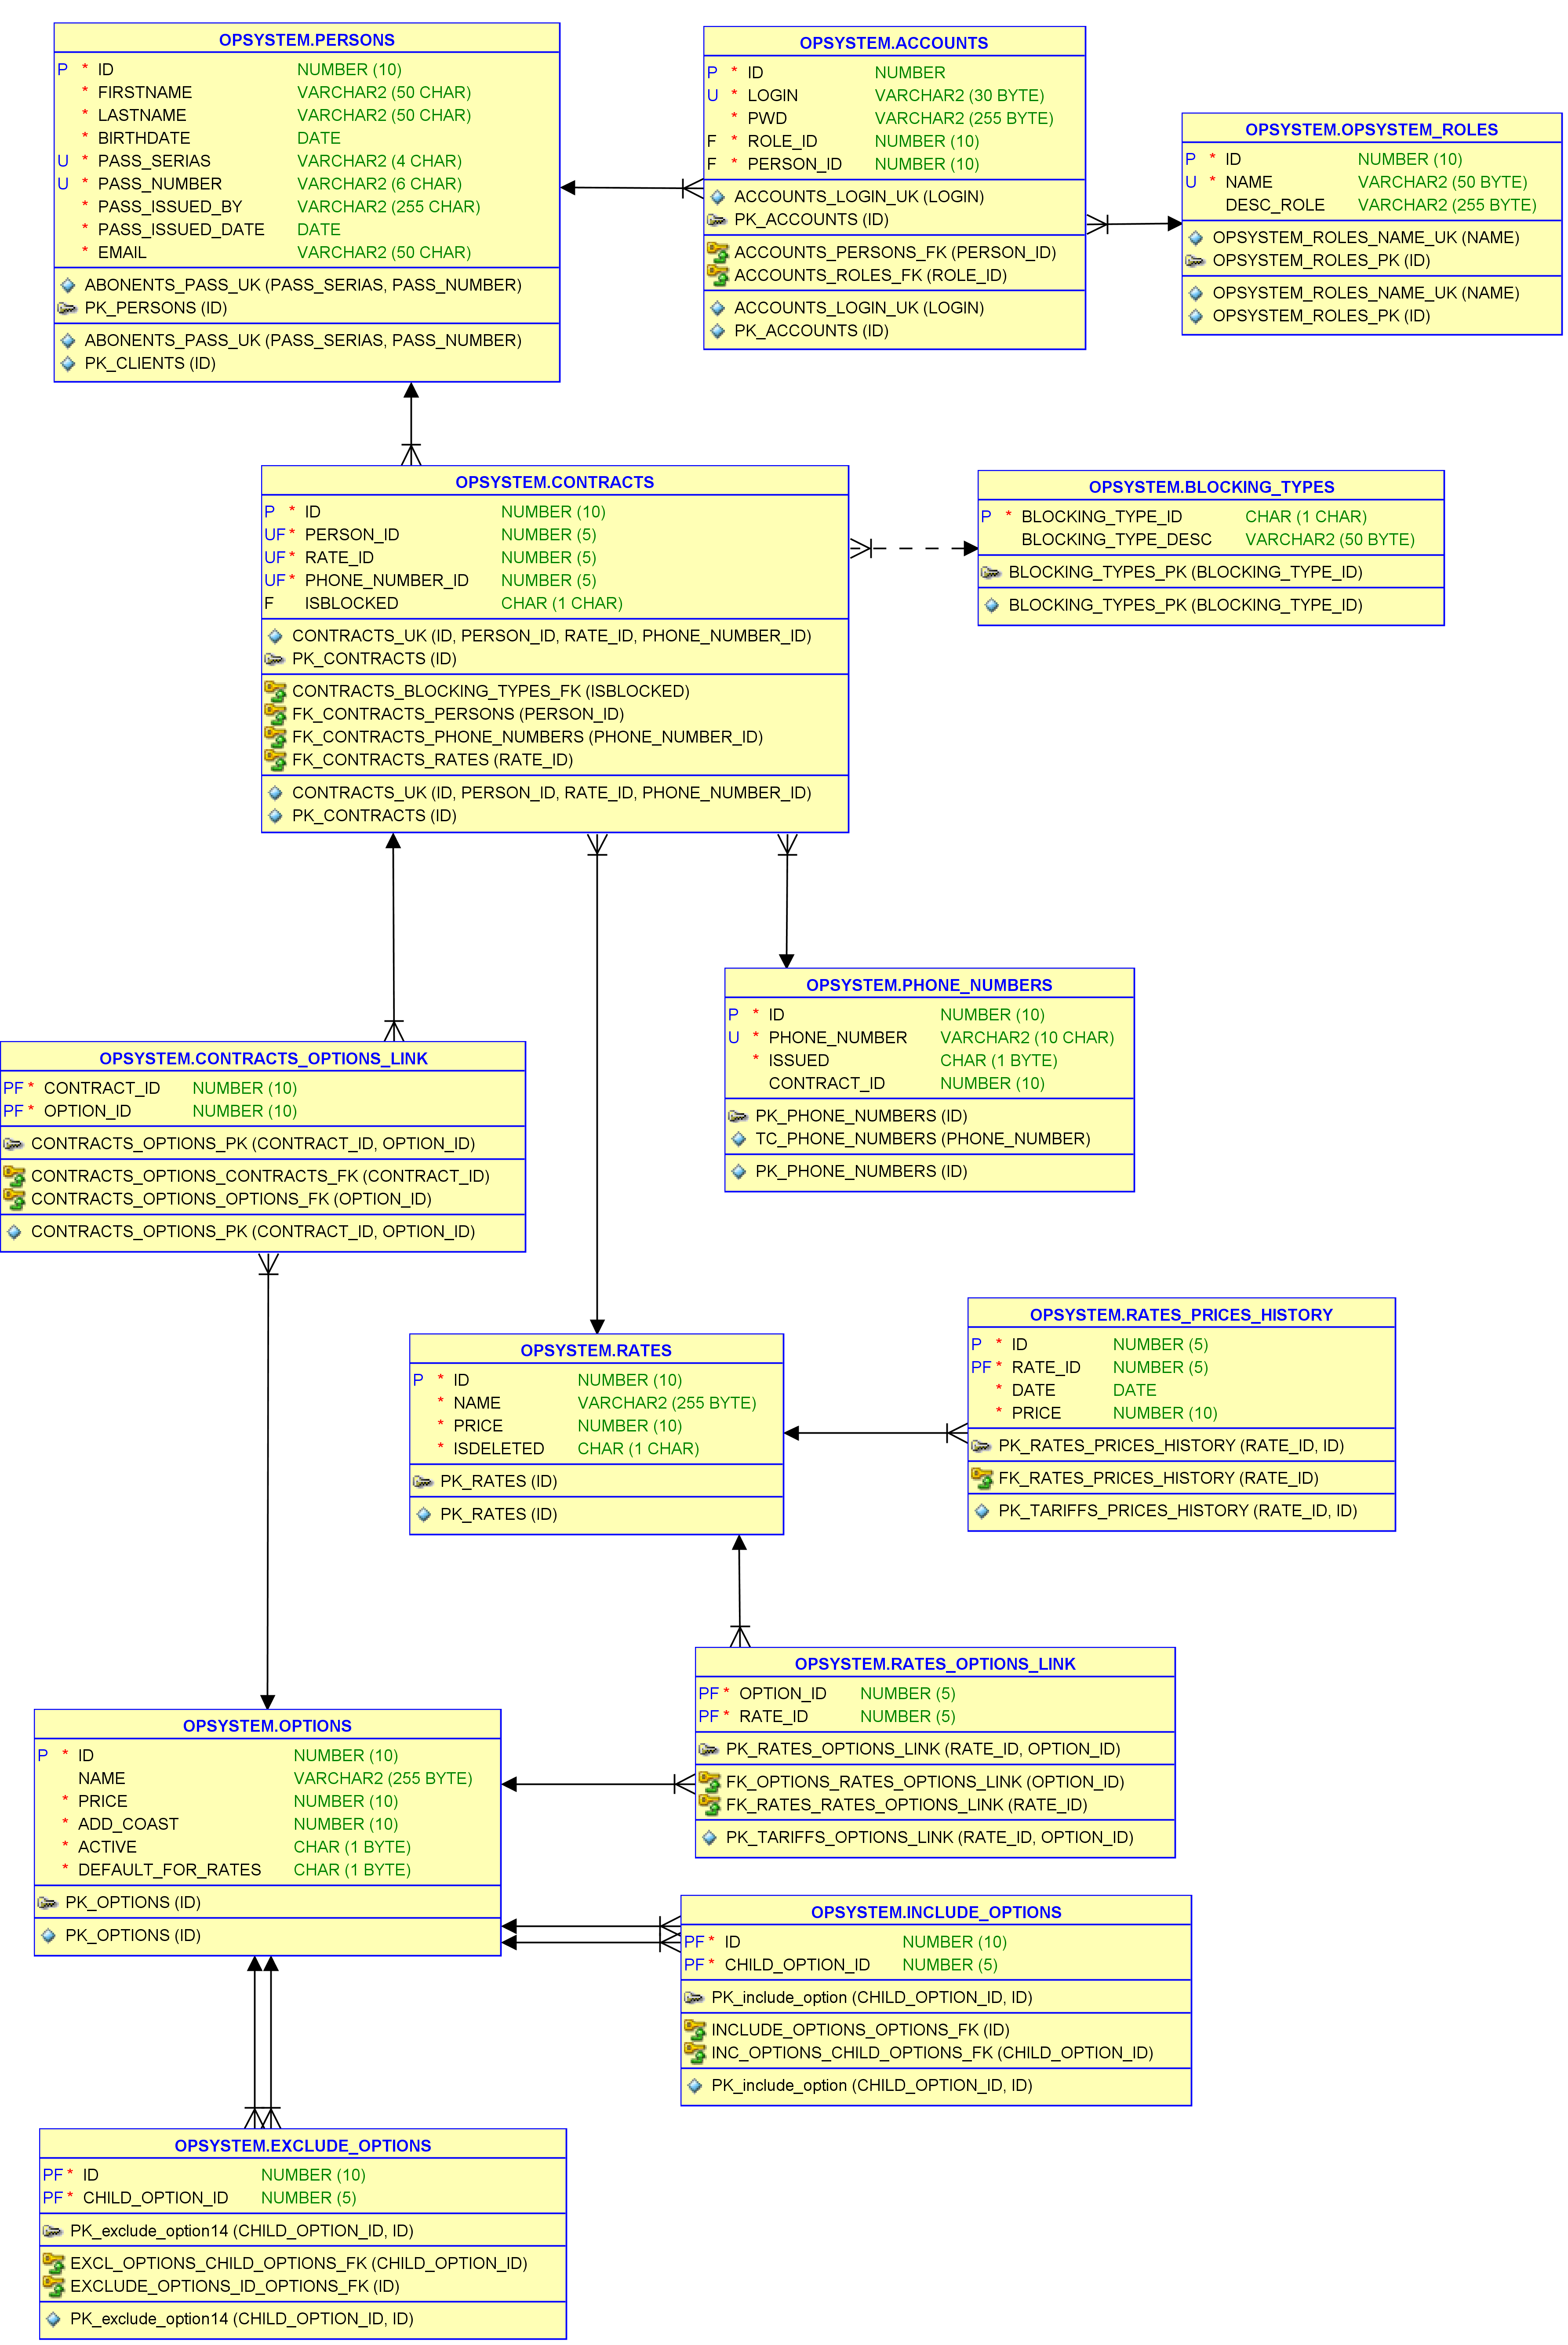 OPSYSTEM.PERSONS
P * ID NUMBER (10)
* FIRSTNAME VARCHAR2 (50 CHAR)
* LASTNAME VARCHAR2 (50 CHAR)
* BIRTHDATE DATE
U * PASS_SERIAS VARCHAR2 (4 CHAR)
U * PASS_NUMBER VARCHAR2 (6 CHAR)
* PASS_ISSUED_BY VARCHAR2 (255 CHAR)
* PASS_ISSUED_DATE DATE
* EMAIL VARCHAR2 (50 CHAR)
ABONENTS_PASS_UK (PASS_SERIAS, PASS_NUMBER)
PK_PERSONS (ID)
ABONENTS_PASS_UK (PASS_SERIAS, PASS_NUMBER)
PK_CLIENTS (ID)
OPSYSTEM.ACCOUNTS
P * ID NUMBER
U * LOGIN VARCHAR2 (30 BYTE)
* PWD VARCHAR2 (255 BYTE)
F * ROLE_ID NUMBER (10)
F * PERSON_ID NUMBER (10)
ACCOUNTS_LOGIN_UK (LOGIN)
PK_ACCOUNTS (ID)
ACCOUNTS_PERSONS_FK (PERSON_ID)
ACCOUNTS_ROLES_FK (ROLE_ID)
ACCOUNTS_LOGIN_UK (LOGIN)
PK_ACCOUNTS (ID)
OPSYSTEM.OPSYSTEM_ROLES
P * ID NUMBER (10)
U * NAME VARCHAR2 (50 BYTE)
DESC_ROLE VARCHAR2 (255 BYTE)
OPSYSTEM_ROLES_NAME_UK (NAME)
OPSYSTEM_ROLES_PK (ID)
OPSYSTEM_ROLES_NAME_UK (NAME)
OPSYSTEM_ROLES_PK (ID)
OPSYSTEM.CONTRACTS
P * ID NUMBER (10)
UF * PERSON_ID NUMBER (5)
UF * RATE_ID NUMBER (5)
UF * PHONE_NUMBER_ID NUMBER (5)
F ISBLOCKED CHAR (1 CHAR)
CONTRACTS_UK (ID, PERSON_ID, RATE_ID, PHONE_NUMBER_ID)
PK_CONTRACTS (ID)
CONTRACTS_BLOCKING_TYPES_FK (ISBLOCKED)
FK_CONTRACTS_PERSONS (PERSON_ID)
FK_CONTRACTS_PHONE_NUMBERS (PHONE_NUMBER_ID)
FK_CONTRACTS_RATES (RATE_ID)
CONTRACTS_UK (ID, PERSON_ID, RATE_ID, PHONE_NUMBER_ID)
PK_CONTRACTS (ID)
OPSYSTEM.BLOCKING_TYPES
P * BLOCKING_TYPE_ID CHAR (1 CHAR)
BLOCKING_TYPE_DESC VARCHAR2 (50 BYTE)
BLOCKING_TYPES_PK (BLOCKING_TYPE_ID)
BLOCKING_TYPES_PK (BLOCKING_TYPE_ID)
OPSYSTEM.PHONE_NUMBERS
P * ID NUMBER (10)
U * PHONE_NUMBER VARCHAR2 (10 CHAR)
* ISSUED CHAR (1 BYTE)
CONTRACT_ID NUMBER (10)
PK_PHONE_NUMBERS (ID)
TC_PHONE_NUMBERS (PHONE_NUMBER)
PK_PHONE_NUMBERS (ID)
OPSYSTEM.CONTRACTS_OPTIONS_LINK
PF * CONTRACT_ID NUMBER (10)
PF * OPTION_ID NUMBER (10)
CONTRACTS_OPTIONS_PK (CONTRACT_ID, OPTION_ID)
CONTRACTS_OPTIONS_CONTRACTS_FK (CONTRACT_ID)
CONTRACTS_OPTIONS_OPTIONS_FK (OPTION_ID)
CONTRACTS_OPTIONS_PK (CONTRACT_ID, OPTION_ID)
OPSYSTEM.RATES
P * ID NUMBER (10)
* NAME VARCHAR2 (255 BYTE)
* PRICE NUMBER (10)
* ISDELETED CHAR (1 CHAR)
PK_RATES (ID)
PK_RATES (ID)
OPSYSTEM.RATES_PRICES_HISTORY
P * ID NUMBER (5)
PF * RATE_ID NUMBER (5)
* DATE DATE
* PRICE NUMBER (10)
PK_RATES_PRICES_HISTORY (RATE_ID, ID)
FK_RATES_PRICES_HISTORY (RATE_ID)
PK_TARIFFS_PRICES_HISTORY (RATE_ID, ID)
OPSYSTEM.RATES_OPTIONS_LINK
PF * OPTION_ID NUMBER (5)
PF * RATE_ID NUMBER (5)
PK_RATES_OPTIONS_LINK (RATE_ID, OPTION_ID)
FK_OPTIONS_RATES_OPTIONS_LINK (OPTION_ID)
FK_RATES_RATES_OPTIONS_LINK (RATE_ID)
PK_TARIFFS_OPTIONS_LINK (RATE_ID, OPTION_ID)
OPSYSTEM.OPTIONS
P * ID NUMBER (10)
NAME VARCHAR2 (255 BYTE)
* PRICE NUMBER (10)
* ADD_COAST NUMBER (10)
* ACTIVE CHAR (1 BYTE)
* DEFAULT_FOR_RATES CHAR (1 BYTE)
PK_OPTIONS (ID)
PK_OPTIONS (ID)
OPSYSTEM.INCLUDE_OPTIONS
PF * ID NUMBER (10)
PF * CHILD_OPTION_ID NUMBER (5)
PK_include_option (CHILD_OPTION_ID, ID)
INCLUDE_OPTIONS_OPTIONS_FK (ID)
INC_OPTIONS_CHILD_OPTIONS_FK (CHILD_OPTION_ID)
PK_include_option (CHILD_OPTION_ID, ID)
OPSYSTEM.EXCLUDE_OPTIONS
PF * ID NUMBER (10)
PF * CHILD_OPTION_ID NUMBER (5)
PK_exclude_option14 (CHILD_OPTION_ID, ID)
EXCL_OPTIONS_CHILD_OPTIONS_FK (CHILD_OPTION_ID)
EXCLUDE_OPTIONS_ID_OPTIONS_FK (ID)
PK_exclude_option14 (CHILD_OPTION_ID, ID)